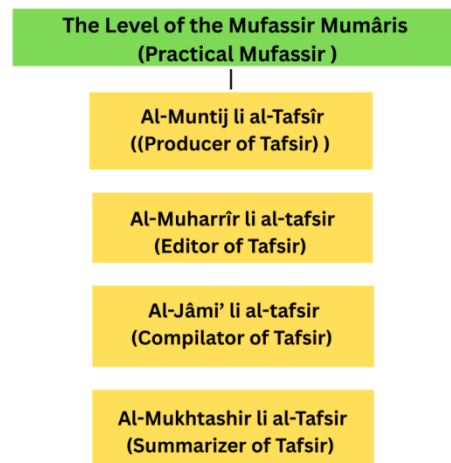 The Level of the Mufassir Mumâris
(Practical Mufassir )
Al-Muntij li al-Tafsîr
((Producer of Tafsir) )
Al-Muharrîr li al-tafsir
(Editor of Tafsir)
Al-Jâmi’ li al-tafsir
(Compilator of Tafsir)
Al-Mukhtashir li al-Tafsir
(Summarizer of Tafsir)